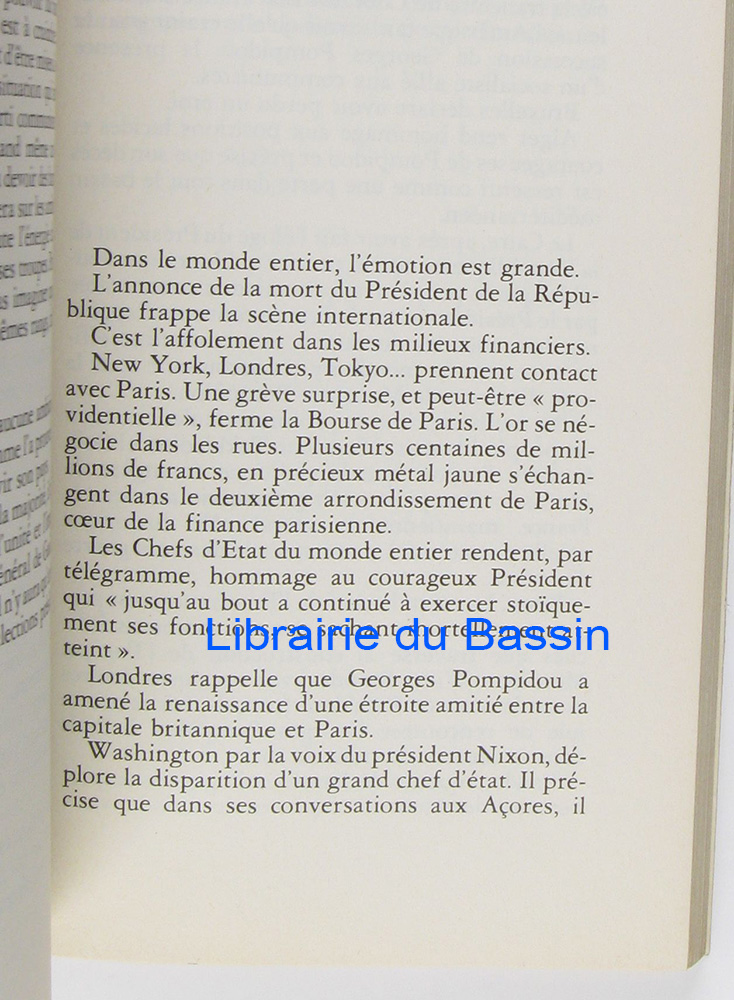 Dans le monde entier, l'émotion est grande.
L'annonce de la mort du Président de la Répu-
blique frappe la scène internationale.
C'est l'affolement dans les milieux financiers.
New York, Londres, Tokyo... prennent contact
avec Paris. Une grève surprise, et peut-être « pro-
videntielle », ferme la Bourse de Paris. L'or se né-
gocie dans les rues. Plusieurs centaines de mil-
lions de francs, en précieux métal jaune s'échan-
gent dans le deuxième arrondissement de Paris,
cœur de la finance parisienne.
Les Chefs d'Etat du monde entier rendent, par
télégramme, hommage au courageux Président
qui « jusqu'au bout a continué à exercer stoïque-
ment ses fonctions, se sachant mortellement at-
teint ».
Librairie du Bassin
Londres rappelle que Georges Pompidou a
amené la renaissance d'une étroite amitié entre la
capitale britannique et Paris.
Washington par la voix du président Nixon, dé-
plore la disparition d'un grand chef d'état. Il pré-
cise que dans ses conversations aux Açores, il